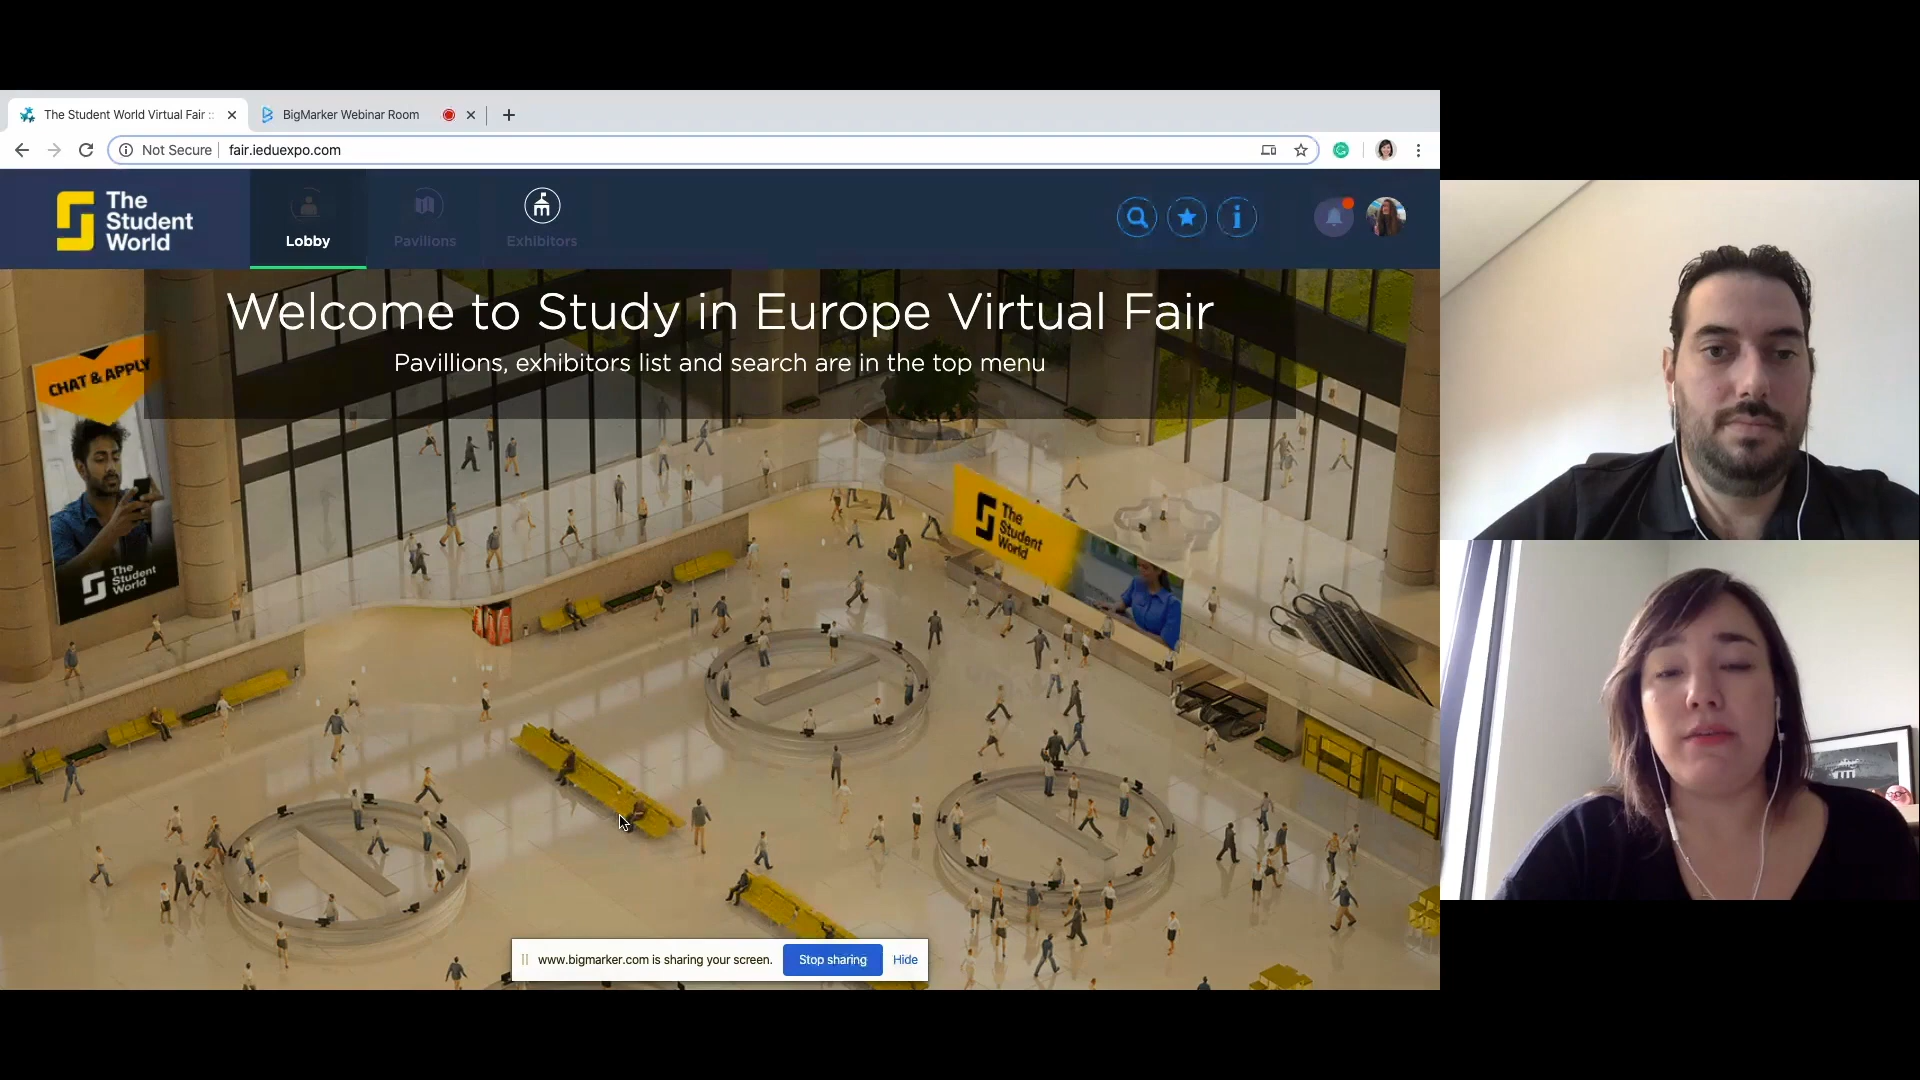 The Student World Virtual Fair ::
BigMarker Webinar Room
Not Secure
fair.ieduexpo.com
The
Student
World
Lobby
Pavilions
Exhibitors
Welcome to Study in Europe Virtual Fair
Pavillions, exhibitors list and search are in the top menu
CHAT & APPLY
The
Student
World
The
Student
World
www.bigmarker.com is sharing your screen.
Stop sharing
Hide